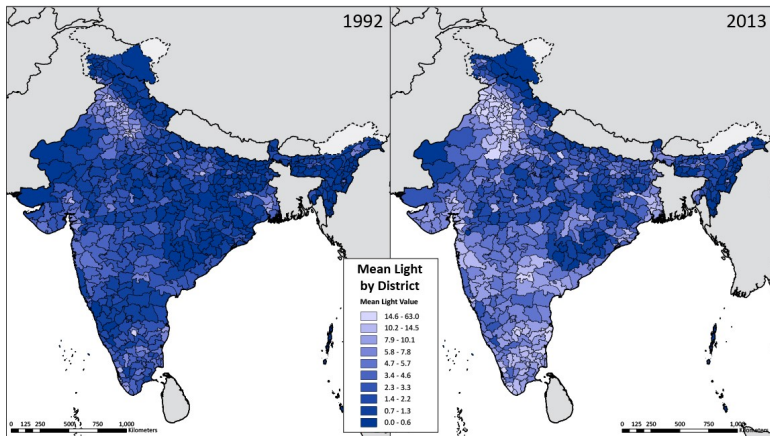 1992
2013
Mean Light
by District
Mean Light Value
14.6 - 63.0
10.2 - 14.5
7.9 - 10.1
5.8 - 7.8
4.7 - 5.7
3.4 - 4.6
2.3 - 3.3
1.4 - 2.2
0.7 - 1.3
0.0 - 0.6
0 125 250 500 750 1,000
Kilometers
0 125 250 500 750 1,000
Kilometers